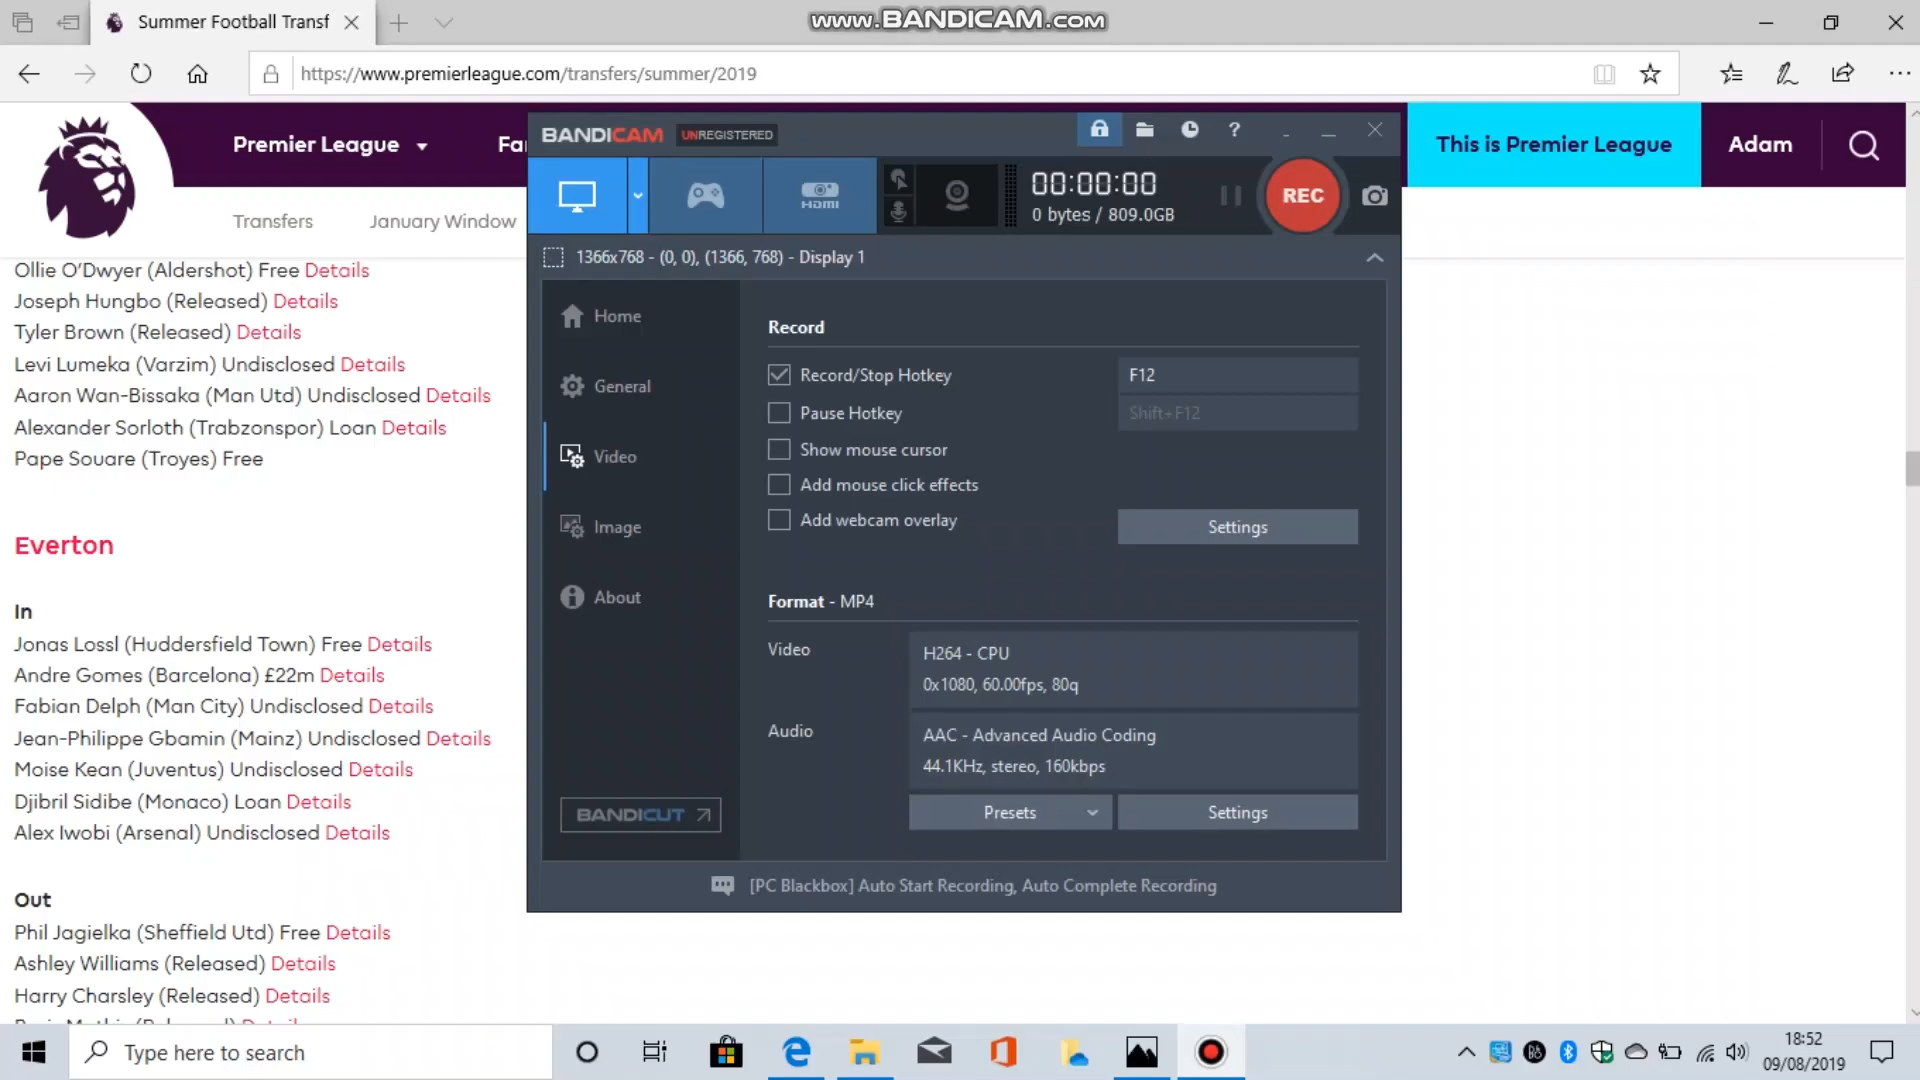 Summer Football Transf
www.BANDICAM.com
https://www.premierleague.com/transfers/summer/2019
Premier League
Fa
This is Premier League
Adam
Transfers
January Window
Ollie O'Dwyer (Aldershot) Free Details
Joseph Hungbo (Released) Details
Tyler Brown (Released) Details
Levi Lumeka (Varzim) Undisclosed Details
Aaron Wan-Bissaka (Man Utd) Undisclosed Details
Alexander Sorloth (Trabzonspor) Loan Details
Pape Souare (Troyes) Free
Everton
In
Jonas Lossl (Huddersfield Town) Free Details
Andre Gomes (Barcelona) £22m Details
Fabian Delph (Man City) Undisclosed Details
Jean-Philippe Gbamin (Mainz) Undisclosed Details
Moise Kean (Juventus) Undisclosed Details
Djibril Sidibe (Monaco) Loan Details
Alex Iwobi (Arsenal) Undisclosed Details
Out
Phil Jagielka (Sheffield Utd) Free Details
Ashley Williams (Released) Details
Harry Charsley (Released) Details
BANDICAM UNREGISTERED
?
HDMI
00:00:00
0 bytes / 809.0GB
REC
1366x768 - (0, 0), (1366, 768) - Display 1
Home
General
Video
Image
About
BANDICUT
Record
Record/Stop Hotkey F12
Pause Hotkey Shift+F12
Show mouse cursor
Add mouse click effects
Add webcam overlay
Settings
Format - MP4
Video
H264 - CPU
0x1080, 60.00fps, 80q
Audio
AAC - Advanced Audio Coding
44.1KHz, stereo, 160kbps
Presets
Settings
[PC Blackbox] Auto Start Recording, Auto Complete Recording
Type here to search
18:52
09/08/2019